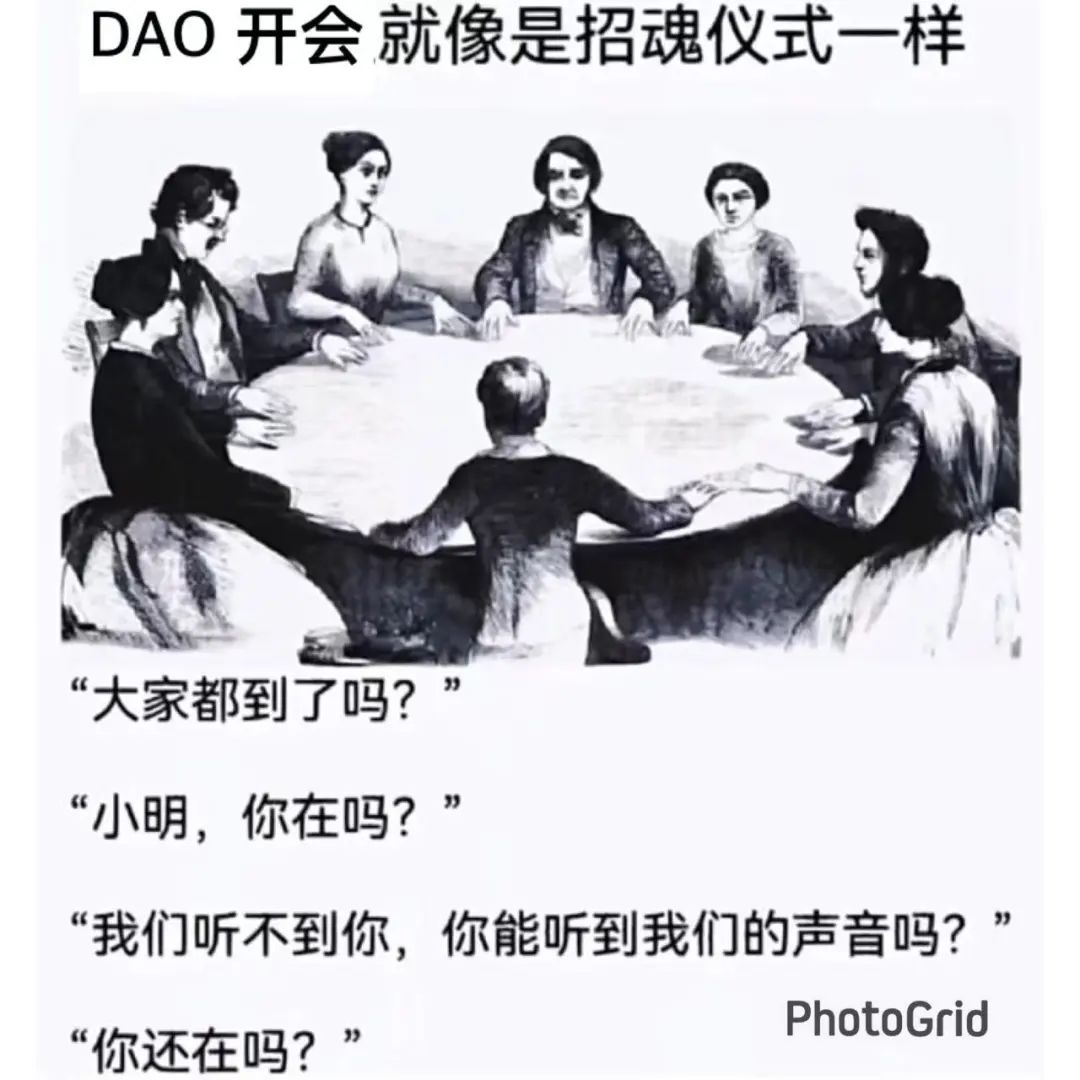 DAO 开会就像是招魂仪式一样
“大家都到了吗？”
“小明，你在吗？”
“我们听不到你，你能听到我们的声音吗？”
“你还在吗？”
PhotoGrid